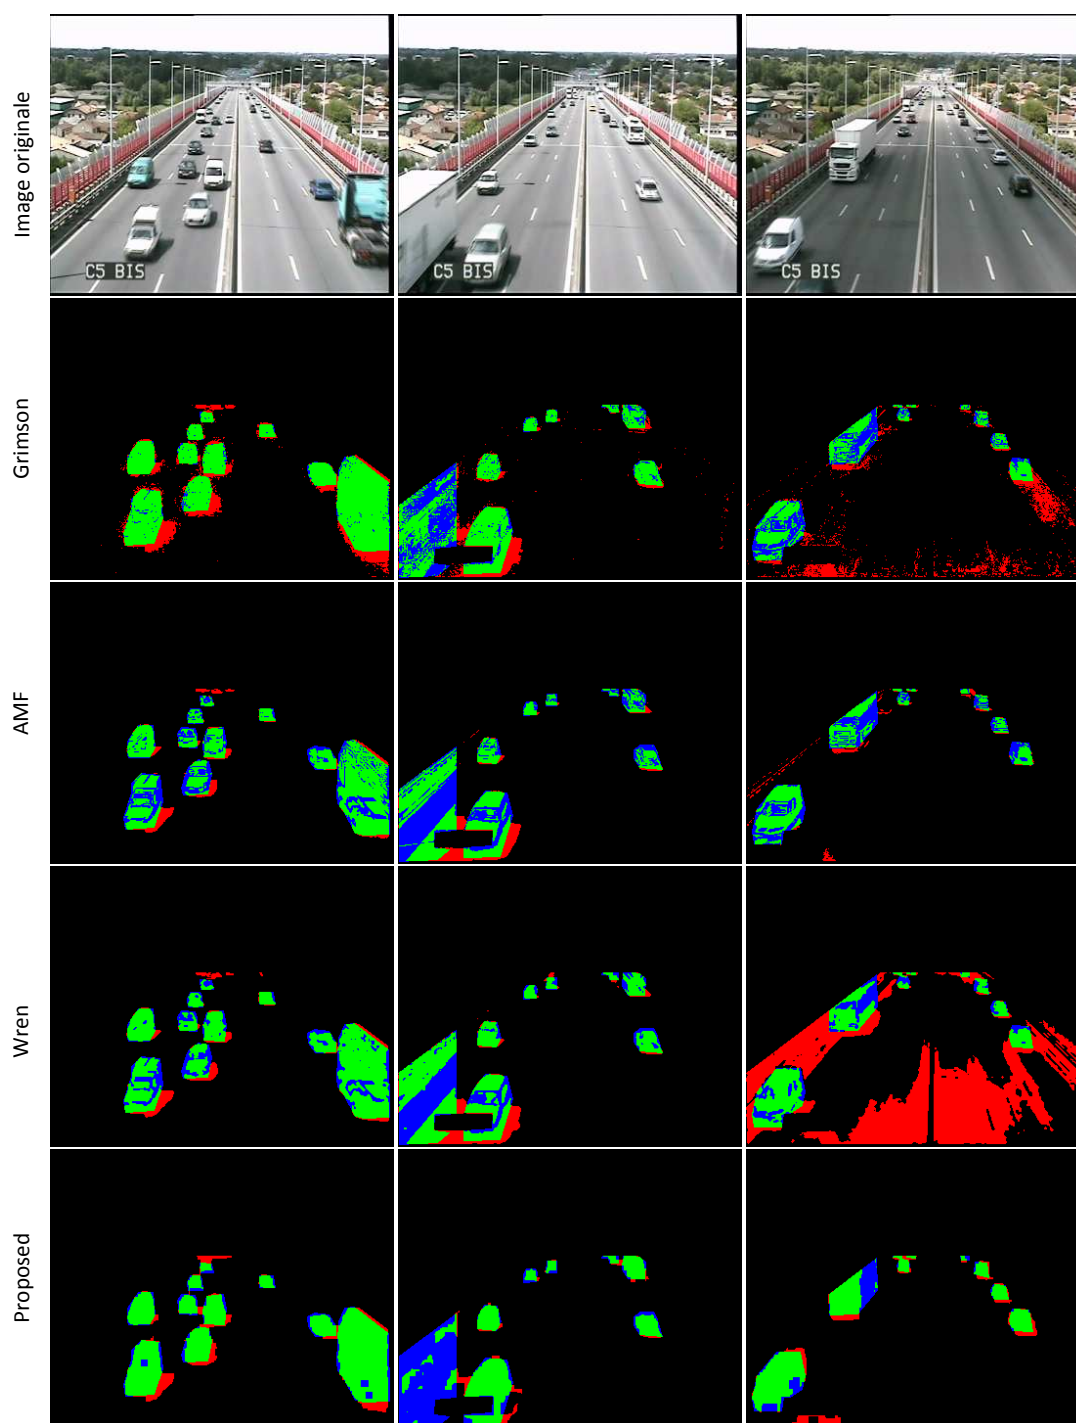 Image originale
C5 BIS
C5 BIS
C5 BIS
Grimson
AMF
Wren
Proposed